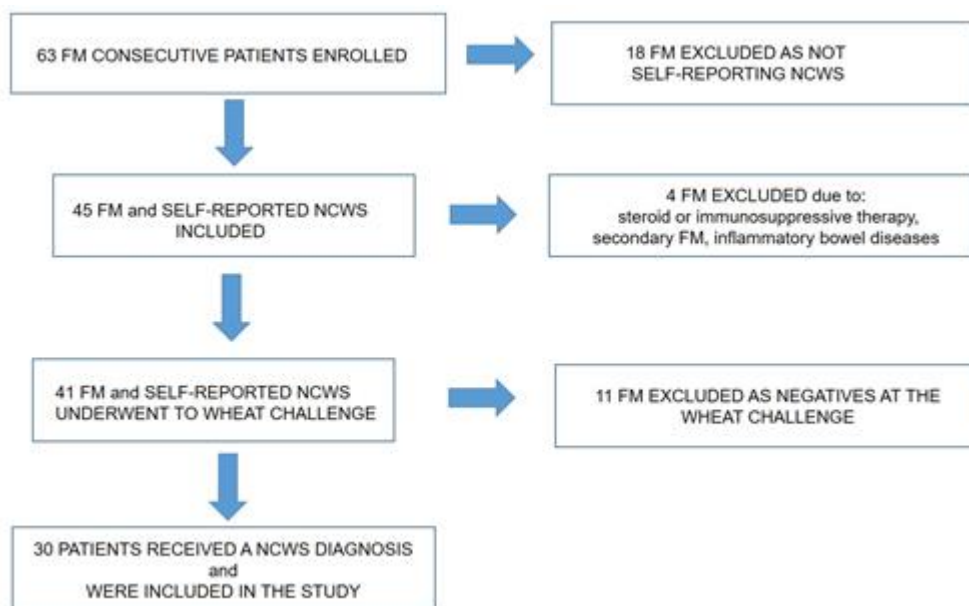 63 FM CONSECUTIVE PATIENTS ENROLLED
18 FM EXCLUDED AS NOT
SELF-REPORTING NCWS
45 FM and SELF-REPORTED NCWS
INCLUDED
4 FM EXCLUDED due to:
steroid or immunosuppressive therapy,
secondary FM, inflammatory bowel diseases
41 FM and SELF-REPORTED NCWS
UNDERWENT TO WHEAT CHALLENGE
11 FM EXCLUDED AS NEGATIVES AT THE
WHEAT CHALLENGE
30 PATIENTS RECEIVED A NCWS DIAGNOSIS
and
WERE INCLUDED IN THE STUDY